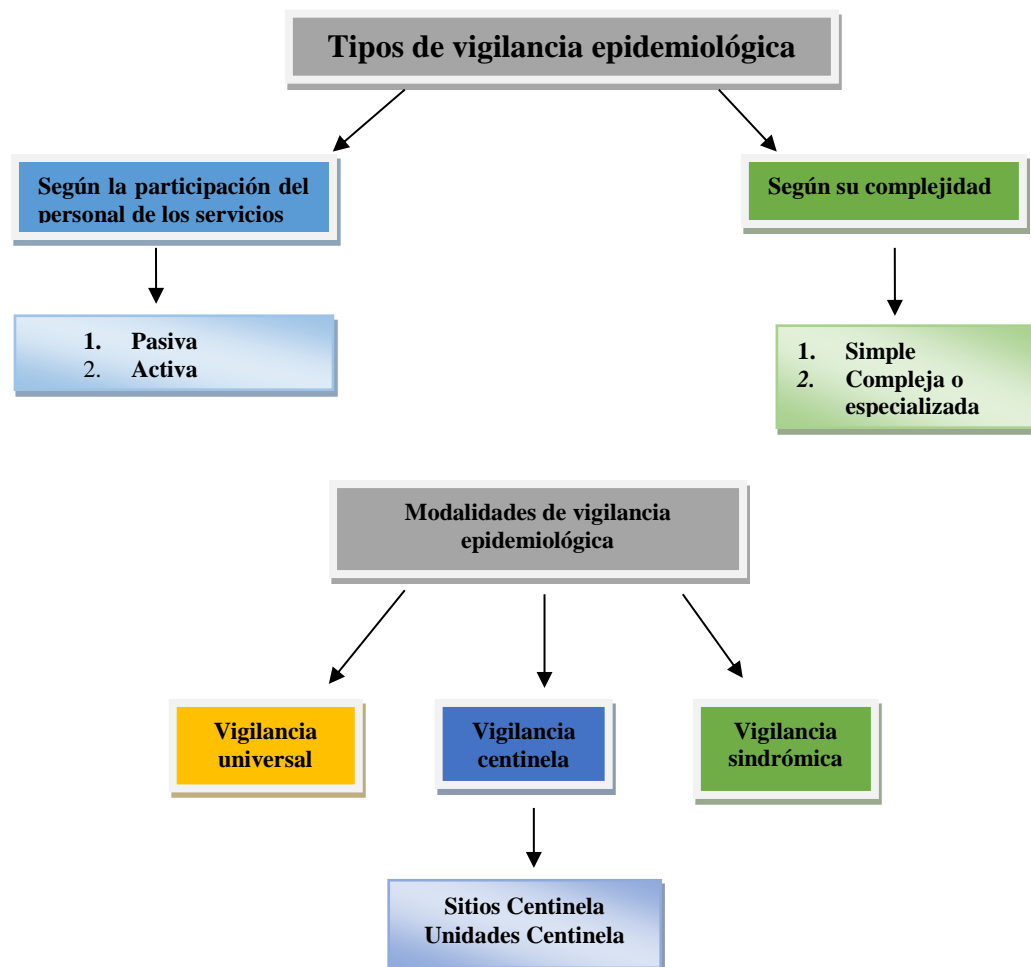 Tipos de vigilancia epidemiológica
Según la participación del
personal de los servicios
Según su complejidad
1. Pasiva
2. Activa
1. Simple
2. Compleja o
especializada
Modalidades de vigilancia
epidemiológica
Vigilancia
universal
Vigilancia
centinela
Vigilancia
sindrómica
Sitios Centinela
Unidades Centinela